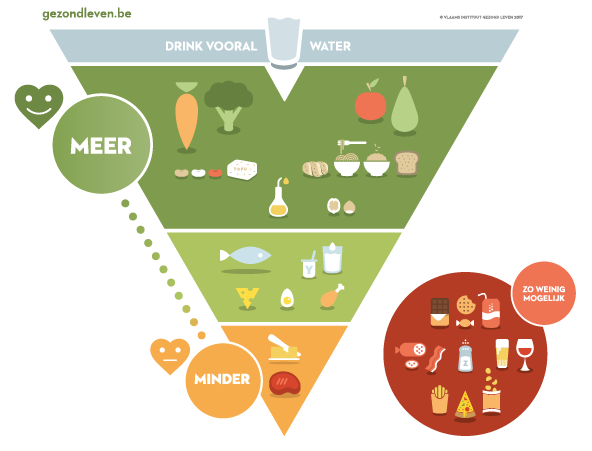 gezondleven.be
© VLAAMS INSTITUUT GEZOND LEVEN 2017
DRINK VOORAL WATER
MEER
ZO WEINIG
MOGELIJK
MINDER